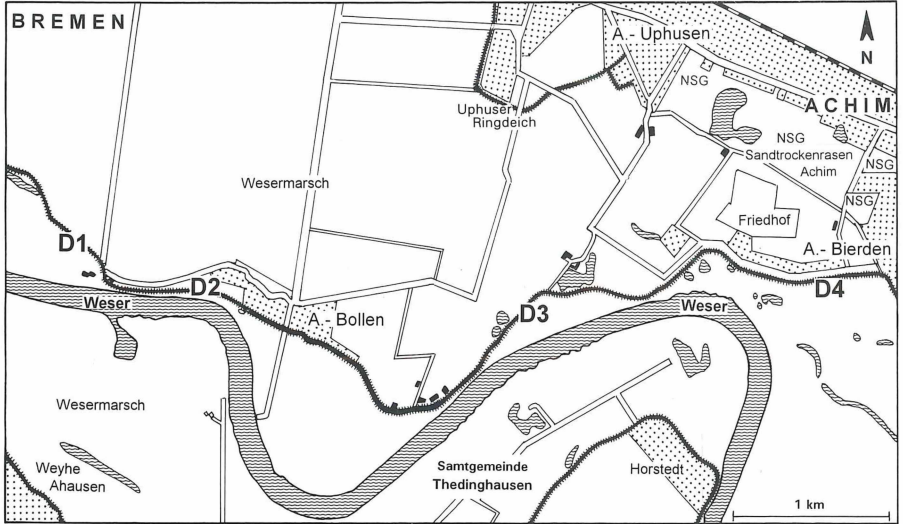 BREMEN
A.- Uphusen
N
NSG
ACHIM
Uphuser
Ringdeich
NSG
Sandtrockenrasen
Achim
NSG
Wesermarsch
NSG
Friedhof
D1
A.- Bierden
D2
D4
Weser
Weser
D3
A.- Bollen
Wesermarsch
Weyhe
Ahausen
Samtgemeinde
Thedinghausen
Horstedt
1 km